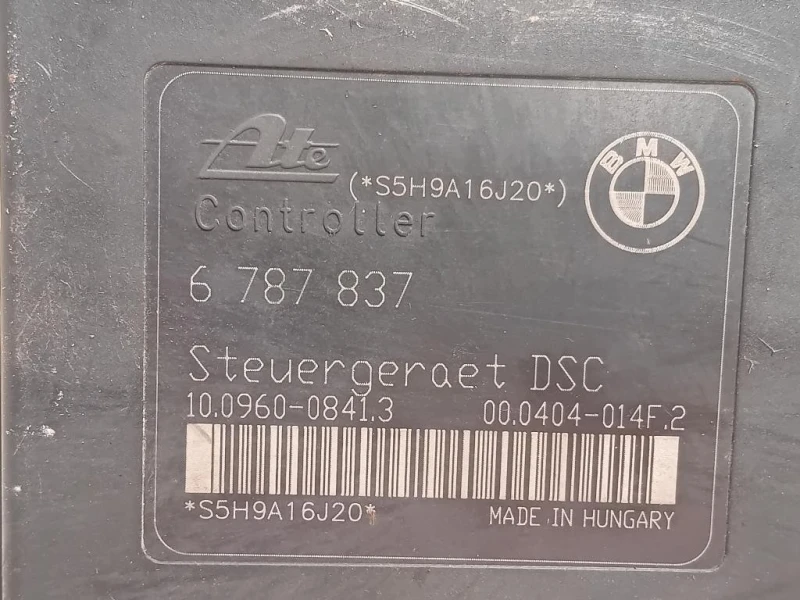 Ate
(*S5H9A16J20*)
BMW
Controller
6 787 837
Steuergeraet DSC
10.0960-0841.3 00.0404-014F.2
*S5H9A16J20* MADE IN HUNGARY